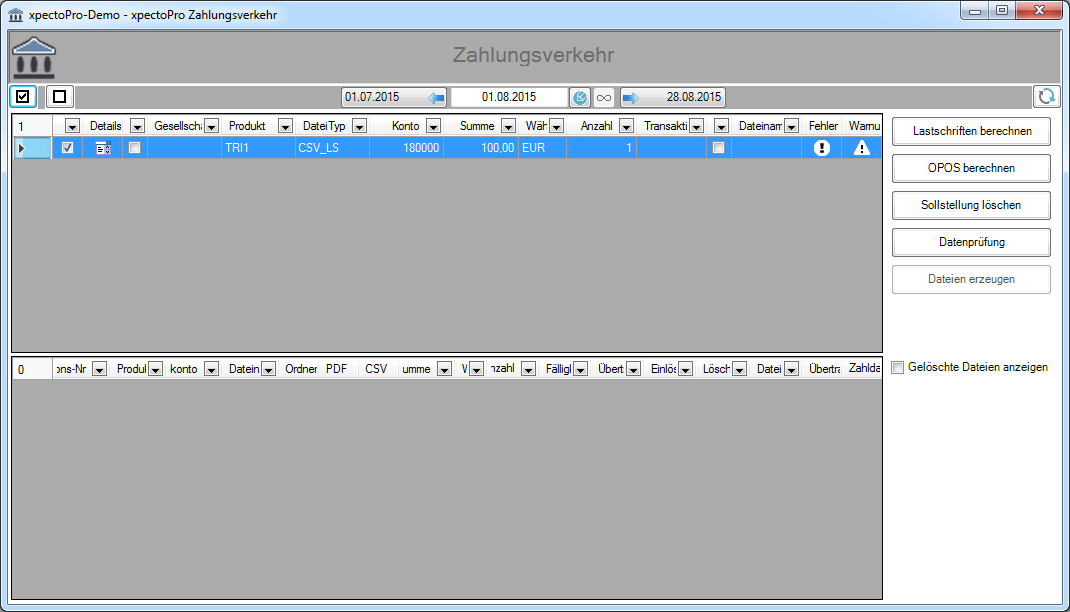 xpectoPro-Demo - xpectoPro Zahlungsverkehr
Zahlungsverkehr
01.07.2015 01.08.2015 28.08.2015
1 Details Gesellsch Produkt DateiTyp Konto Summe Wäh Anzahl Transakti Dateinam Fehler Warnu
TRI1 CSV_LS 180000 100,00 EUR 1
Lastschriften berechnen
OPOS berechnen
Sollstellung löschen
Datenprüfung
Dateien erzeugen
0 ons-Nr Produl konto Datein Ordner PDF CSV umme W nzahl Fälligl Übert Einlös Lösch Datei Übertra Zahlda
Gelöschte Dateien anzeigen